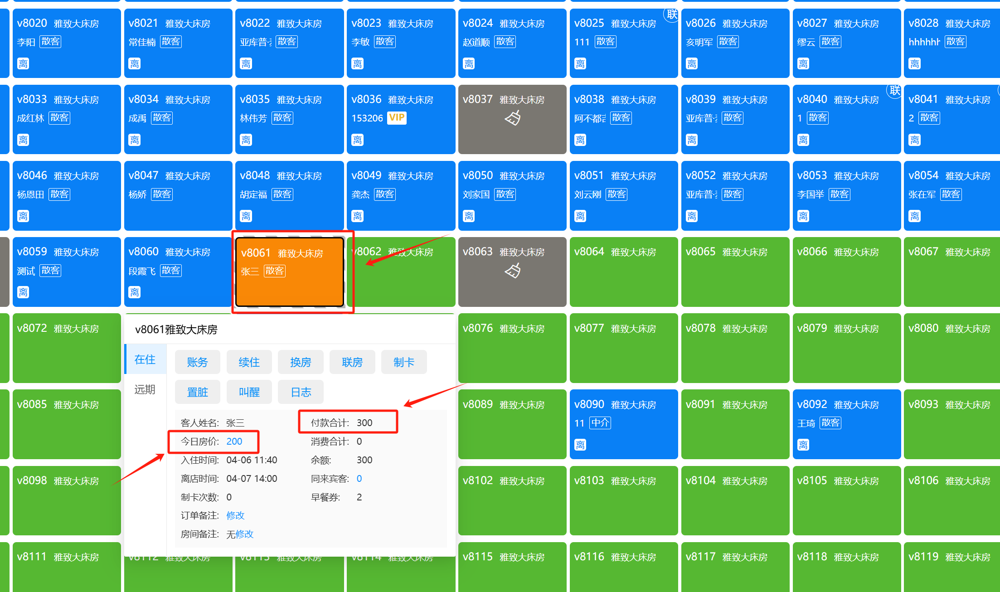 v8020 雅致大床房
李阳 散客
离
v8021 雅致大床房
常佳楠 散客
离
v8022 雅致大床房
亚库普· 散客
离
v8023 雅致大床房
李敏 散客
离
v8024 雅致大床房
赵道顺 散客
离
v8025 雅致大床房
联
111 散客
离
v8026 雅致大床房
亥明军 散客
离
v8027 雅致大床房
缪云 散客
离
v8028 雅致大床房
hhhhhh 散客
离
v8033 雅致大床房
成红林 散客
离
v8034 雅致大床房
成禹 散客
离
v8035 雅致大床房
林伟芳 散客
离
v8036 雅致大床房
153206 VIP
离
v8037 雅致大床房
v8038 雅致大床房
阿不都 散客
离
v8039 雅致大床房
亚库普· 散客
离
v8040 雅致大床房
联
1 散客
离
v8041 雅致大床房
2 散客
离
v8046 雅致大床房
杨恩田 散客
离
v8047 雅致大床房
杨娇 散客
v8048 雅致大床房
胡定福 散客
离
v8049 雅致大床房
龚杰 散客
离
v8050 雅致大床房
刘家国 散客
离
v8051 雅致大床房
刘云刚 散客
离
v8052 雅致大床房
亚库普· 散客
离
v8053 雅致大床房
李国举 散客
离
v8054 雅致大床房
张在军 散客
离
v8059 雅致大床房
测试 散客
离
v8060 雅致大床房
段霞飞 散客
离
v8061 雅致大床房
张三 散客
v8062 雅致大床房
v8063 雅致大床房
v8064 雅致大床房
v8065 雅致大床房
v8066 雅致大床房
v8067 雅致大床房
v8072 雅致大床房
v8061雅致大床房
在住
远期
账务 续住 换房 联房 制卡
置脏 叫醒 日志
客人姓名: 张三 付款合计: 300
今日房价: 200 消费合计: 0
入住时间: 04-06 11:40 余额: 300
离店时间: 04-07 14:00 同来宾客: 0
制卡次数: 0 早餐券: 2
订单备注: 修改
房间备注: 无修改
v8076 雅致大床房
v8077 雅致大床房
v8078 雅致大床房
v8079 雅致大床房
v8080 雅致大床房
v8085 雅致大床房
v8089 雅致大床房
v8090 雅致大床房
11 中介
离
v8091 雅致大床房
v8092 雅致大床房
王琦 散客
离
v8093 雅致大床房
v8098 雅致大床房
v8102 雅致大床房
v8103 雅致大床房
v8104 雅致大床房
v8105 雅致大床房
v8106 雅致大床房
v8111 雅致大床房
v8112 雅致大床房
v8113 雅致大床房
v8114 雅致大床房
v8115 雅致大床房
v8116 雅致大床房
v8117 雅致大床房
v8118 雅致大床房
v8119 雅致大床房